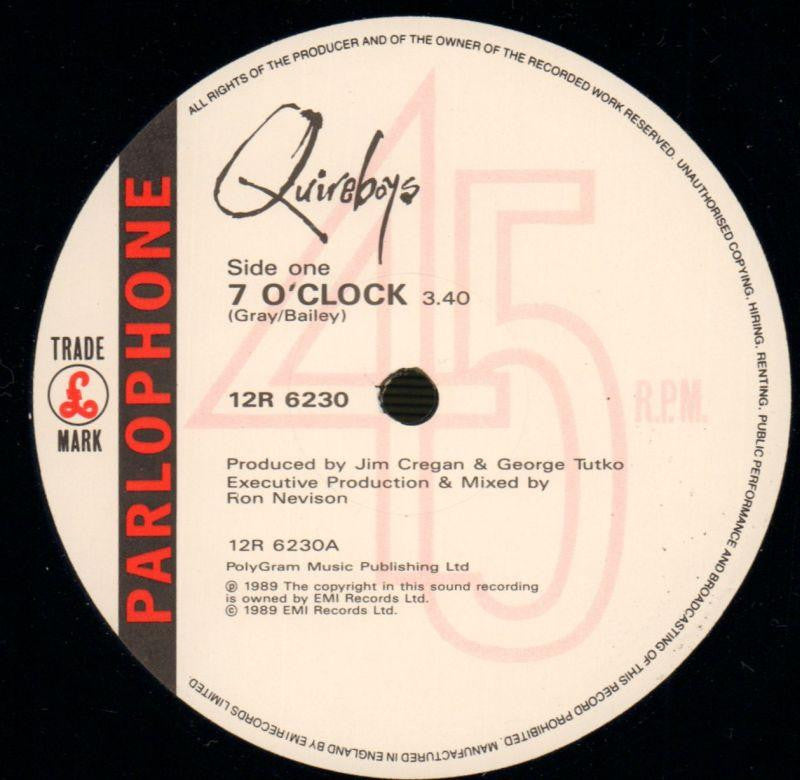 ALL RIGHTS OF THE PRODUCER AND OF THE OWNER OF THE RECORDED WORK RESERVED. UNAUTHORISED COPYING, HIRING, RENTING, PUBLIC PERFORMANCE AND BROADCASTING OF THIS RECORD PROHIBITED. MANUFACTURED IN ENGLAND BY EMI RECORDS LIMITED.
PARLOPHONE
TRADE
£
MARK
Quireboys
Side one
7 O'CLOCK 3.40
(Gray/Bailey)
12R 6230
45
R.P.M.
Produced by Jim Cregan & George Tutko
Executive Production & Mixed by
Ron Nevison
12R 6230A
PolyGram Music Publishing Ltd
℗ 1989 The copyright in this sound recording
is owned by EMI Records Ltd.
© 1989 EMI Records Ltd.